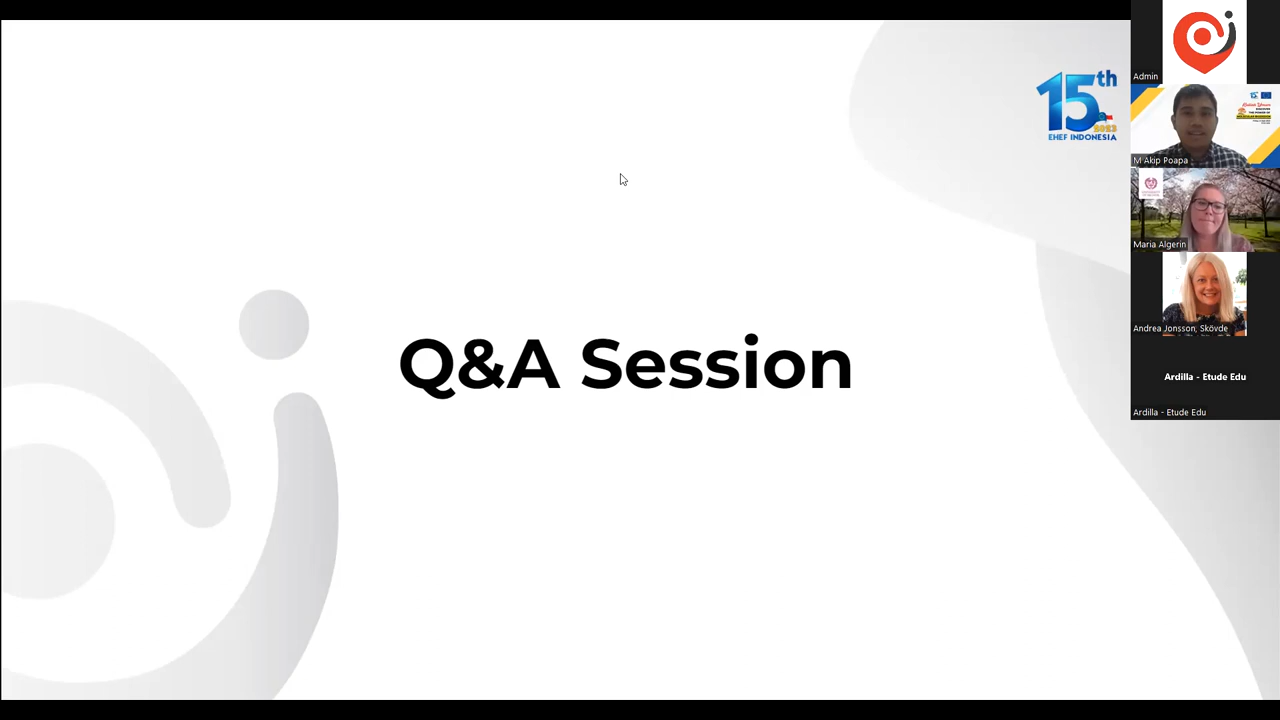 15th
2023
EHEF INDONESIA
Q&A Session
Admin
M Akip Poapa
Maria Algerin
Andrea Jonsson, Skövde
Ardilla - Etude Edu
Ardilla - Etude Edu